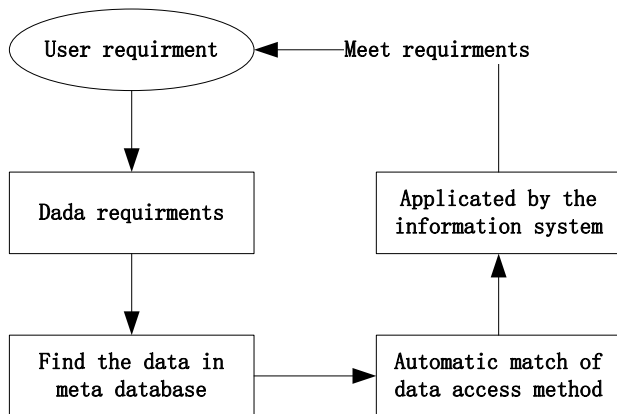 User requirment
Meet requirments
Dada requirments
Applicated by the
information system
Find the data in
meta database
Automatic match of
data access method